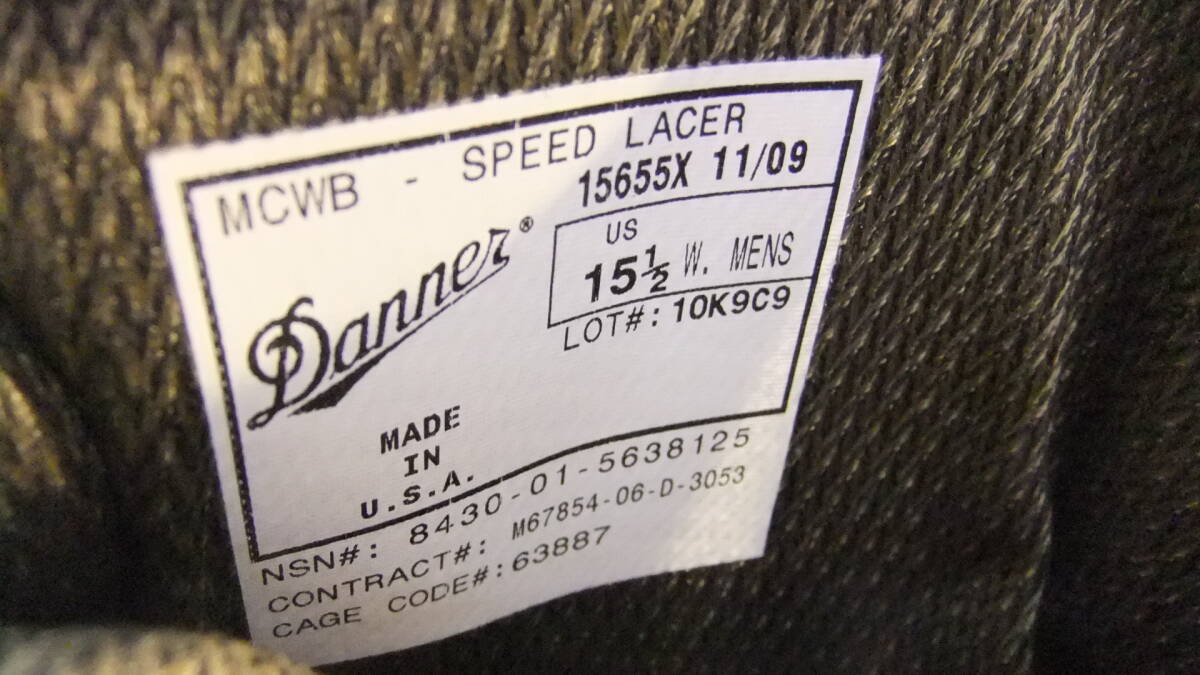 MCWB - SPEED LACER
15655X 11/09
Danner®
US
15½ W. MENS
LOT#: 10K9C9
MADE
IN
U.S.A.
NSN#: 8430-01-5638125
CONTRACT#: M67854-06-D-3053
CAGE CODE#: 63887